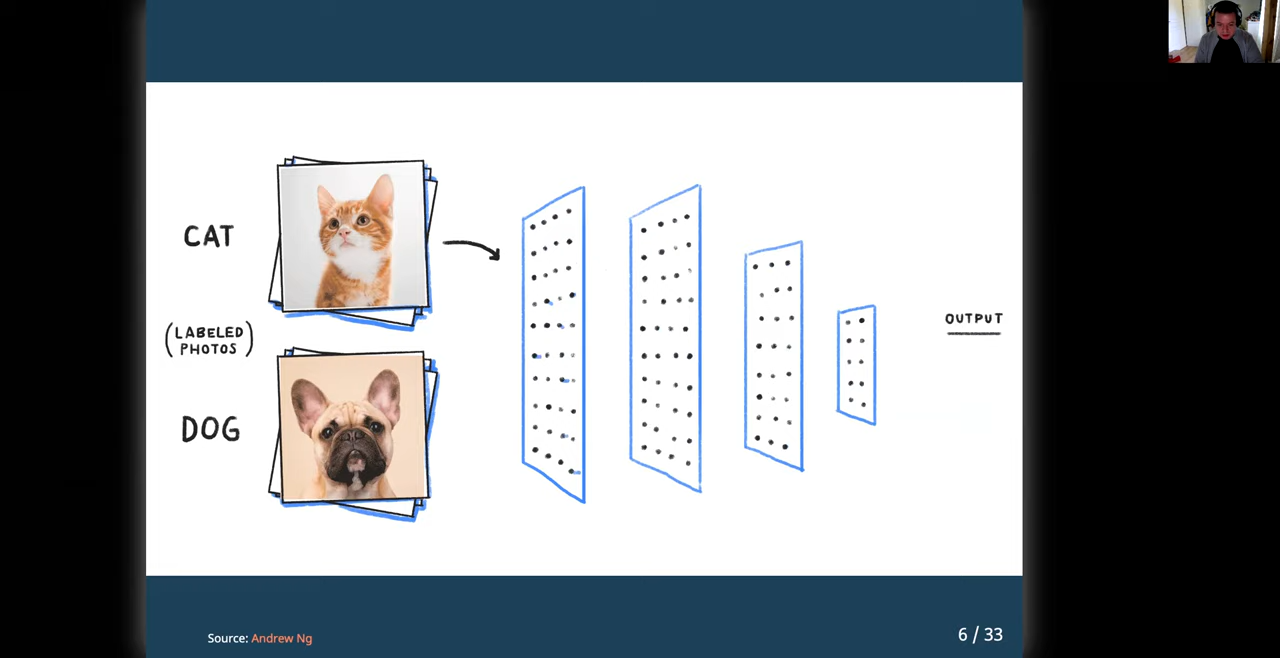 CAT
(LABELED
PHOTOS)
DOG
OUTPUT
Source: Andrew Ng
6 / 33